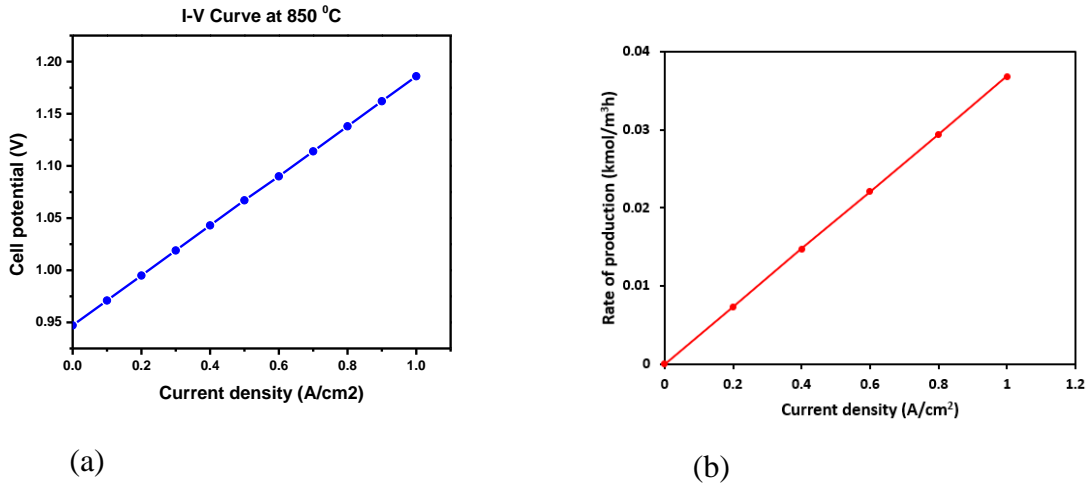 I-V Curve at 850 ⁰C
Cell potential (V)
1.20
1.15
1.10
1.05
1.00
0.95
0.0 0.2 0.4 0.6 0.8 1.0
Current density (A/cm2)
(a)
Rate of production (kmol/m³h)
0.04
0.03
0.02
0.01
0
0 0.2 0.4 0.6 0.8 1 1.2
Current density (A/cm²)
(b)